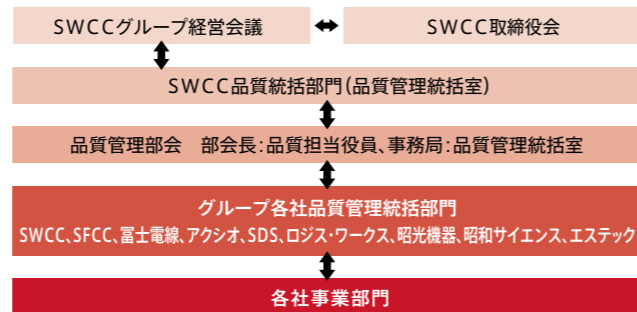 SWCCグループ経営会議
SWCC取締役会
SWCC品質統括部門(品質管理統括室)
品質管理部会 部会長:品質担当役員、事務局:品質管理統括室
グループ各社品質管理統括部門
SWCC、SFCC、冨士電線、アクシオ、SDS、ロジス・ワークス、昭光機器、昭和サイエンス、エステック
各社事業部門